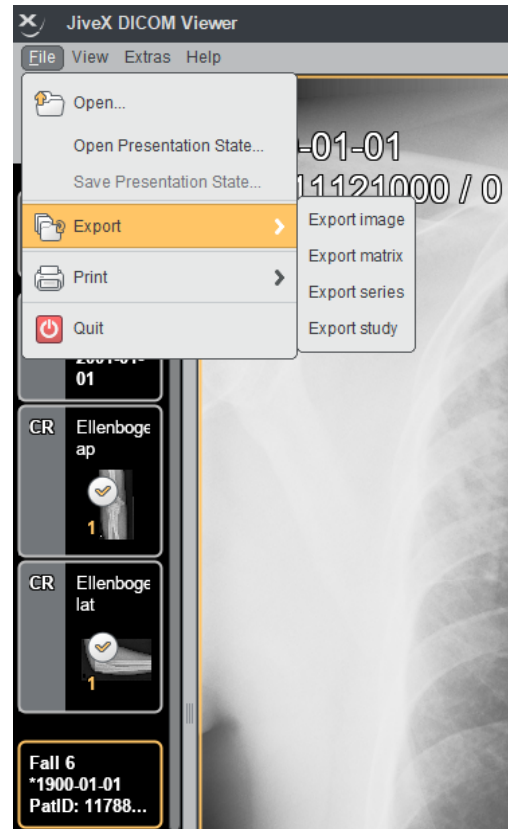 JiveX DICOM Viewer
File View Extras Help
Open...
Open Presentation State...
Save Presentation State...
Export
Print
Quit
Export image
Export matrix
Export series
Export study
-01-01
11121000 / 0
2001-01-
01
CR Ellenboge
ap
1
CR Ellenboge
lat
1
Fall 6
*1900-01-01
PatID: 11788...